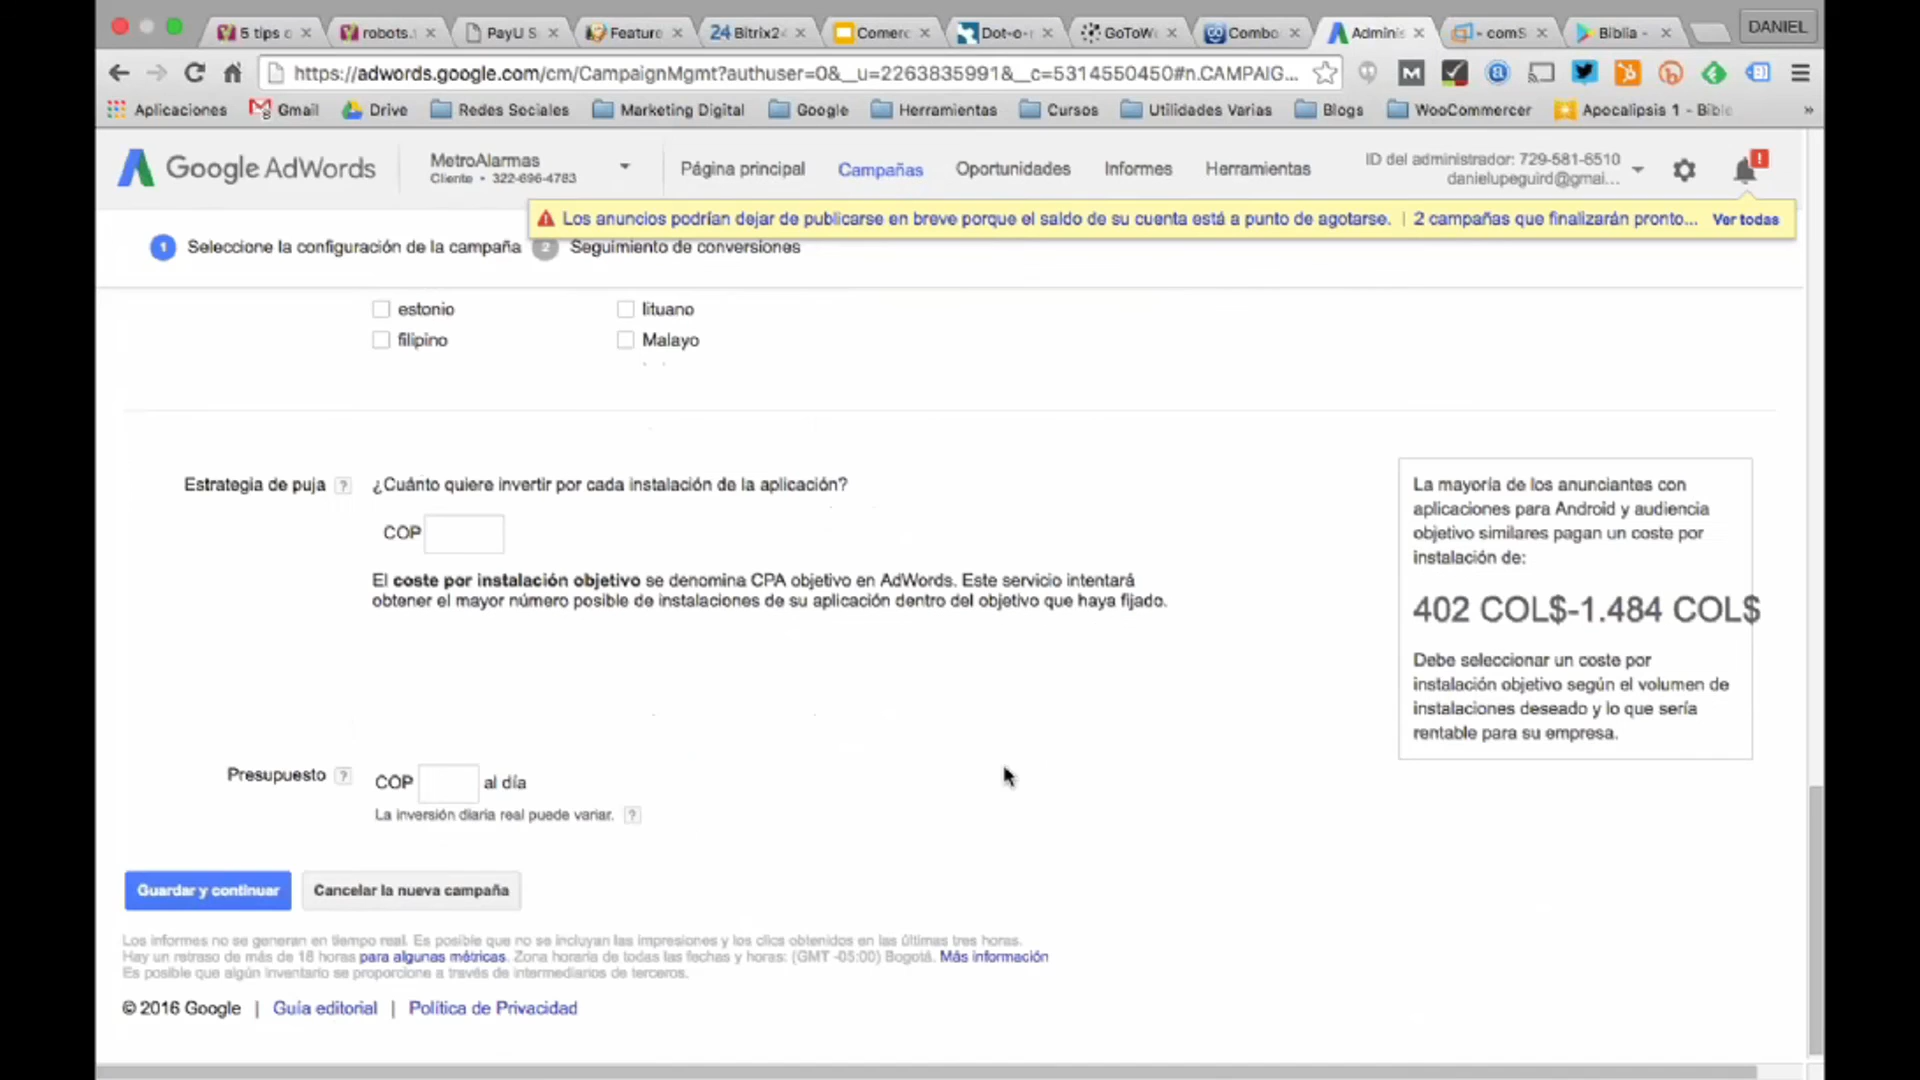 5 tips o
robots.
PayU S
Feature
Bitrix2
Comerc
Dot-o-r
GoToW
Combo
Adminis
- comS
Biblia -
DANIEL
https://adwords.google.com/cm/CampaignMgmt?authuser=0&__u=2263835991&__c=5314550450#n.CAMPAIG...
Aplicaciones
Gmail
Drive
Redes Sociales
Marketing Digital
Google
Herramientas
Cursos
Utilidades Varias
Blogs
WooCommercer
Apocalipsis 1 - Bible
»
Google AdWords
MetroAlarmas
Cliente • 322-696-4783
Página principal
Campañas
Oportunidades
Informes
Herramientas
ID del administrador: 729-581-6510
danielupeguird@gmai...
Los anuncios podrían dejar de publicarse en breve porque el saldo de su cuenta está a punto de agotarse. | 2 campañas que finalizarán pronto... Ver todas
1 Seleccione la configuración de la campaña
2 Seguimiento de conversiones
estonio
lituano
filipino
Malayo
Estrategia de puja ?
¿Cuánto quiere invertir por cada instalación de la aplicación?
COP
El coste por instalación objetivo se denomina CPA objetivo en AdWords. Este servicio intentará
obtener el mayor número posible de instalaciones de su aplicación dentro del objetivo que haya fijado.
La mayoría de los anunciantes con
aplicaciones para Android y audiencia
objetivo similares pagan un coste por
instalación de:
402 COL$-1.484 COL$
Debe seleccionar un coste por
instalación objetivo según el volumen de
instalaciones deseado y lo que sería
rentable para su empresa.
Presupuesto ?
COP al día
La inversión diaria real puede variar. ?
Guardar y continuar
Cancelar la nueva campaña
Los informes no se generan en tiempo real. Es posible que no se incluyan las impresiones y los clics obtenidos en las últimas tres horas.
Hay un retraso de más de 18 horas para algunas métricas. Zona horaria de todas las fechas y horas: (GMT -05:00) Bogotá. Más información
Es posible que algún inventario se proporcione a través de intermediarios de terceros.
© 2016 Google | Guía editorial | Política de Privacidad